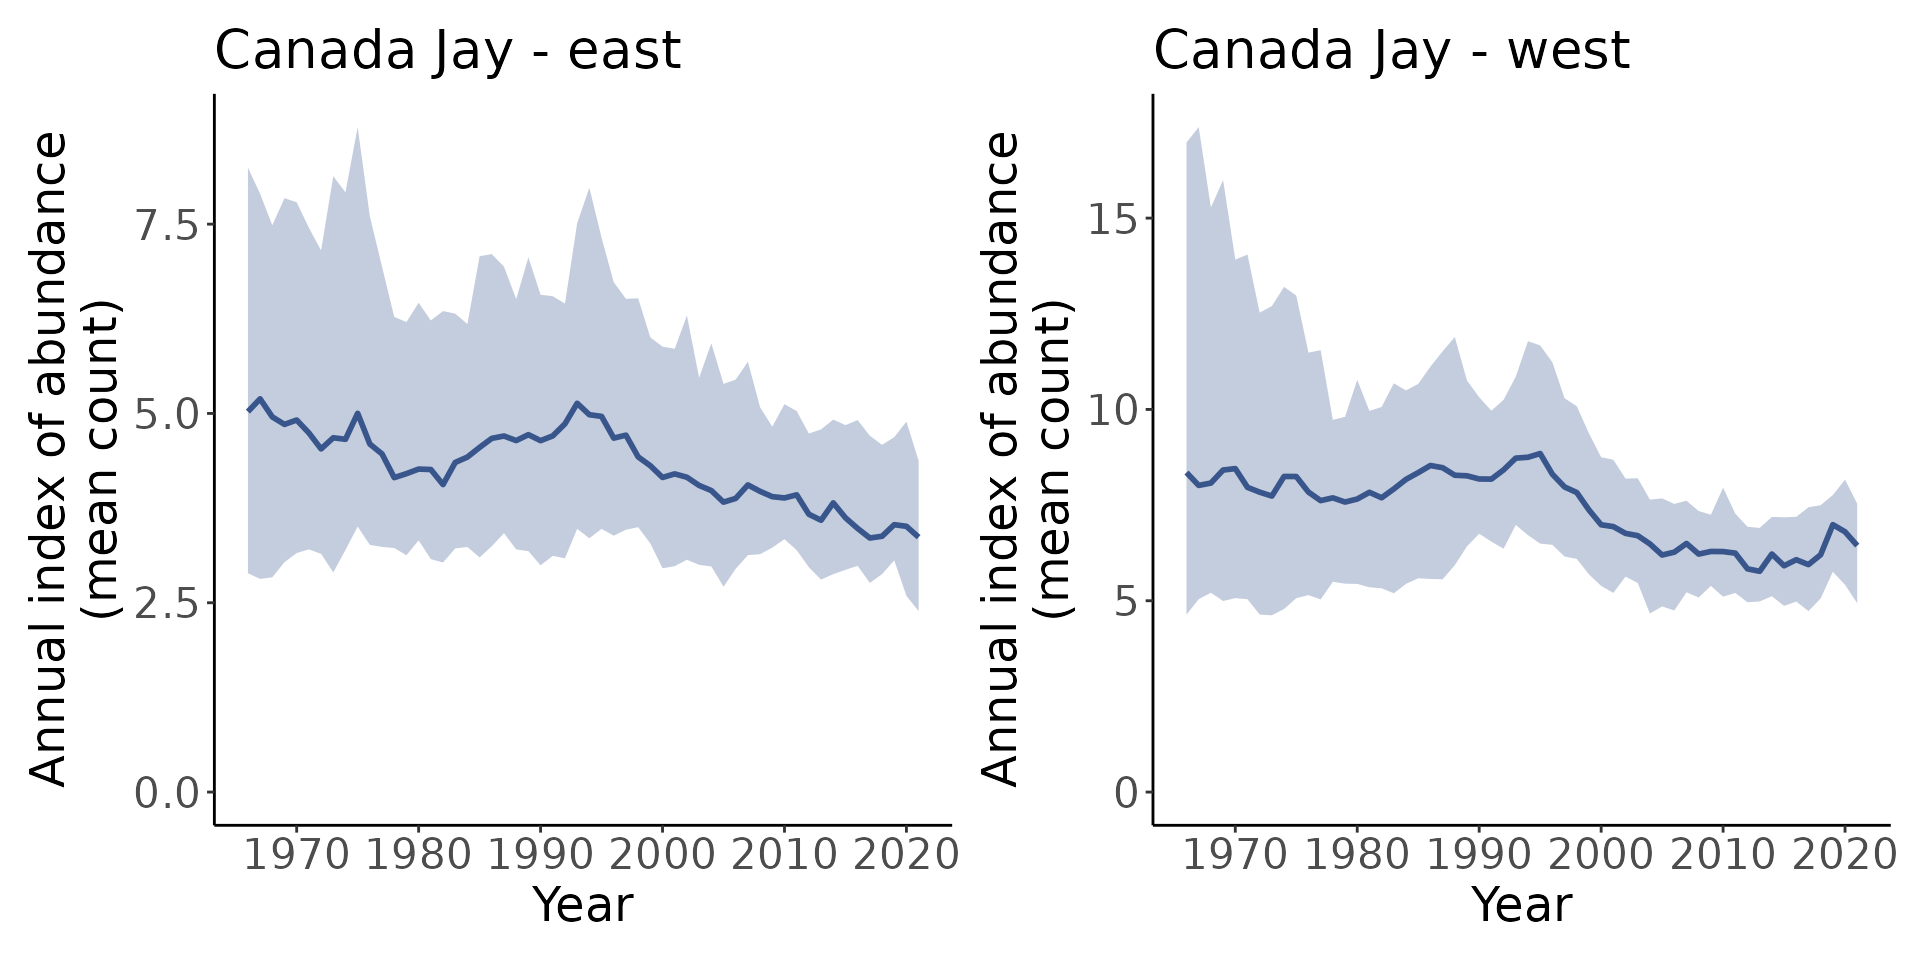 Canada Jay - east
Annual index of abundance
(mean count)
7.5
5.0
2.5
0.0
1970 1980 1990 2000 2010 2020
Year
Canada Jay - west
Annual index of abundance
(mean count)
15
10
5
0
1970 1980 1990 2000 2010 2020
Year